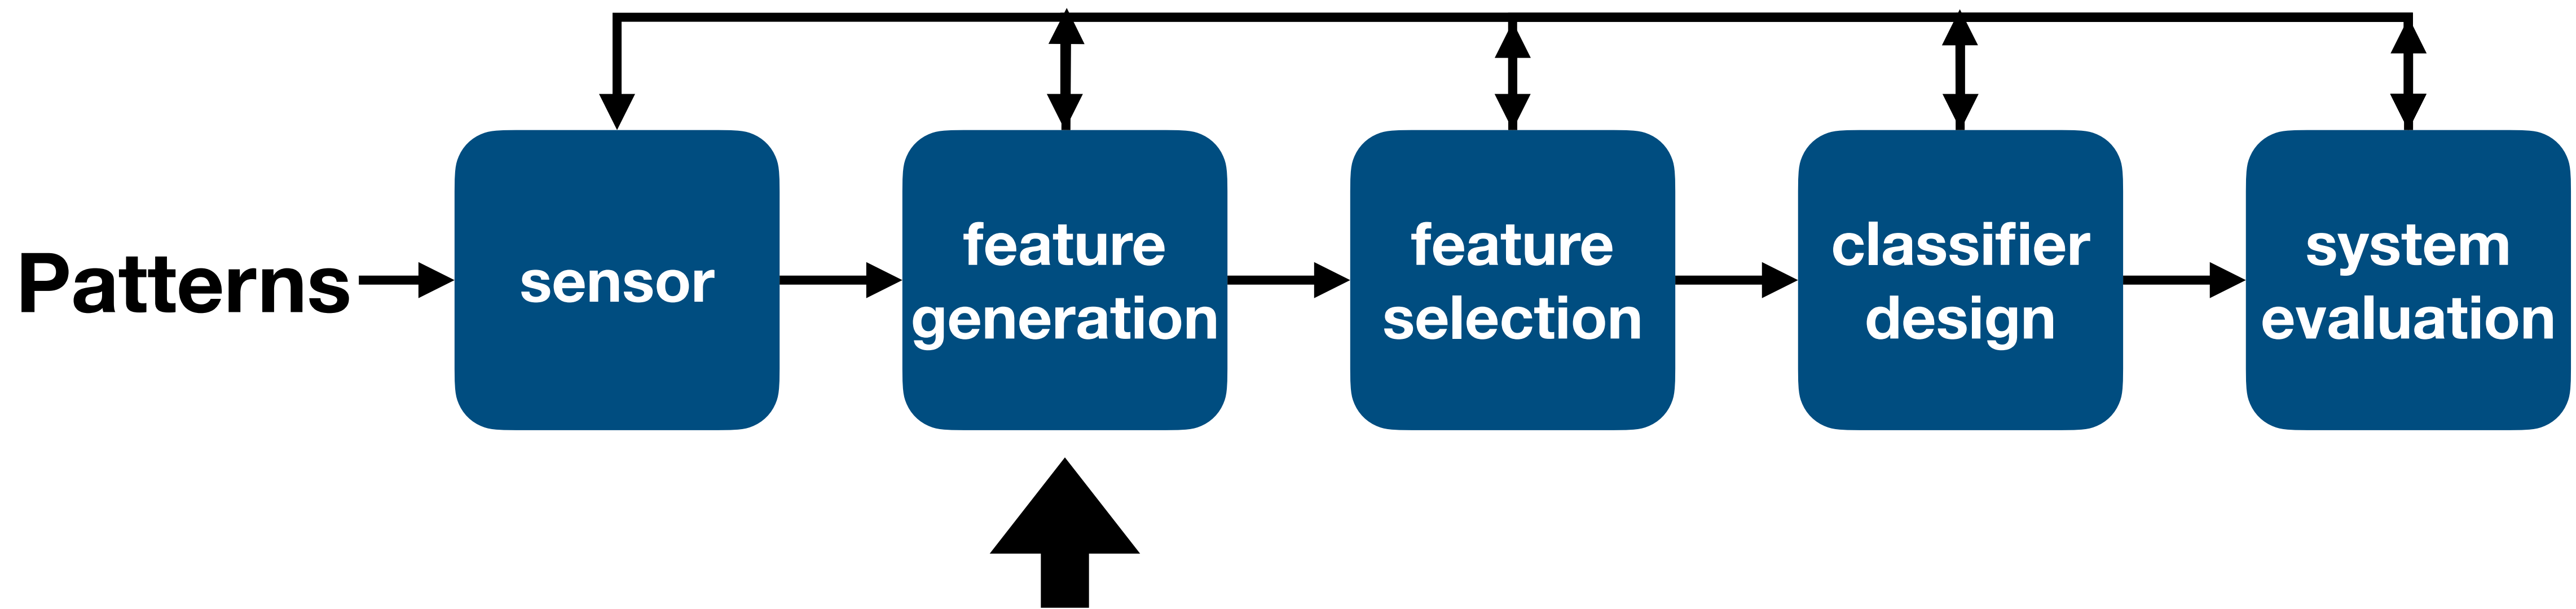 Patterns
sensor
feature
generation
feature
selection
classifier
design
system
evaluation